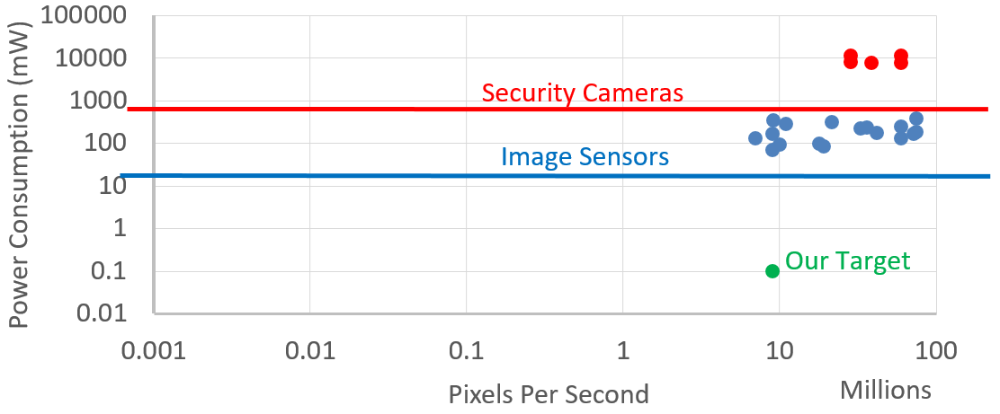 Power Consumption (mW)
100000
10000
1000
100
10
1
0.1
0.01
Security Cameras
Image Sensors
Our Target
0.001
0.01
0.1
1
10
100
Pixels Per Second
Millions